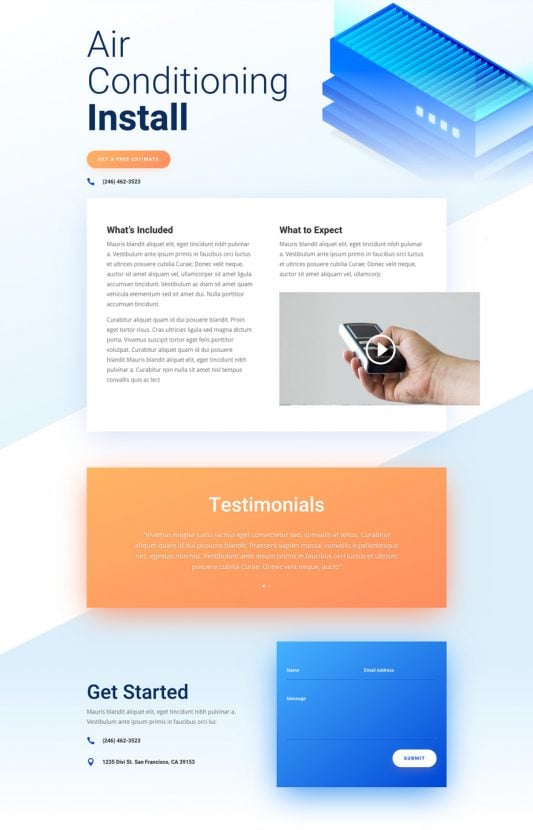 Air
Conditioning
Install
GET A FREE ESTIMATE
(246) 462-3523
What's Included
Mauris blandit aliquet elit, eget tincidunt nibh pulvinar
a. Vestibulum ante ipsum primis in faucibus orci luctus
et ultrices posuere cubilia Curae; Donec velit neque,
auctor sit amet aliquam vel, ullamcorper sit amet ligula.
accumsan tincidunt. Vestibulum ac diam sit amet quam
vehicula elementum sed sit amet dui. Nulla porttitor
accumsan tincidunt.
Curabitur aliquet quam id dui posuere blandit. Proin
eget tortor risus. Cras ultricies ligula sed magna dictum
porta. Vivamus suscipit tortor eget felis porttitor
volutpat. Curabitur aliquet quam id dui posuere
blandit.Mauris blandit aliquet elit, eget tincidunt nibh
pulvinar a. Curabitur non nulla sit amet nisl tempus
convallis quis ac lect
What to Expect
Mauris blandit aliquet elit, eget tincidunt nibh pulvinar
a. Vestibulum ante ipsum primis in faucibus orci luctus
et ultrices posuere cubilia Curae; Donec velit neque,
auctor sit amet aliquam vel, ullamcorp
Testimonials
"Vivamus magna justo, lacinia eget consectetur sed, convallis at tellus. Curabitur
aliquet quam id dui posuere blandit. Praesent sapien massa, convallis a pellentesque
nec, egestas non nisi. Vestibulum ante ipsum primis in faucibus orci luctus et ultrices
posuere cubilia Curae; Donec velit neque, aucto"
Get Started
Mauris blandit aliquet elit, eget tincidunt nibh pulvinar a.
Vestibulum ante ipsum primis in faucibus orci luc
(246) 462-3523
1235 Divi St. San Francisco, CA 39153
Name
Email Address
Message
SUBMIT